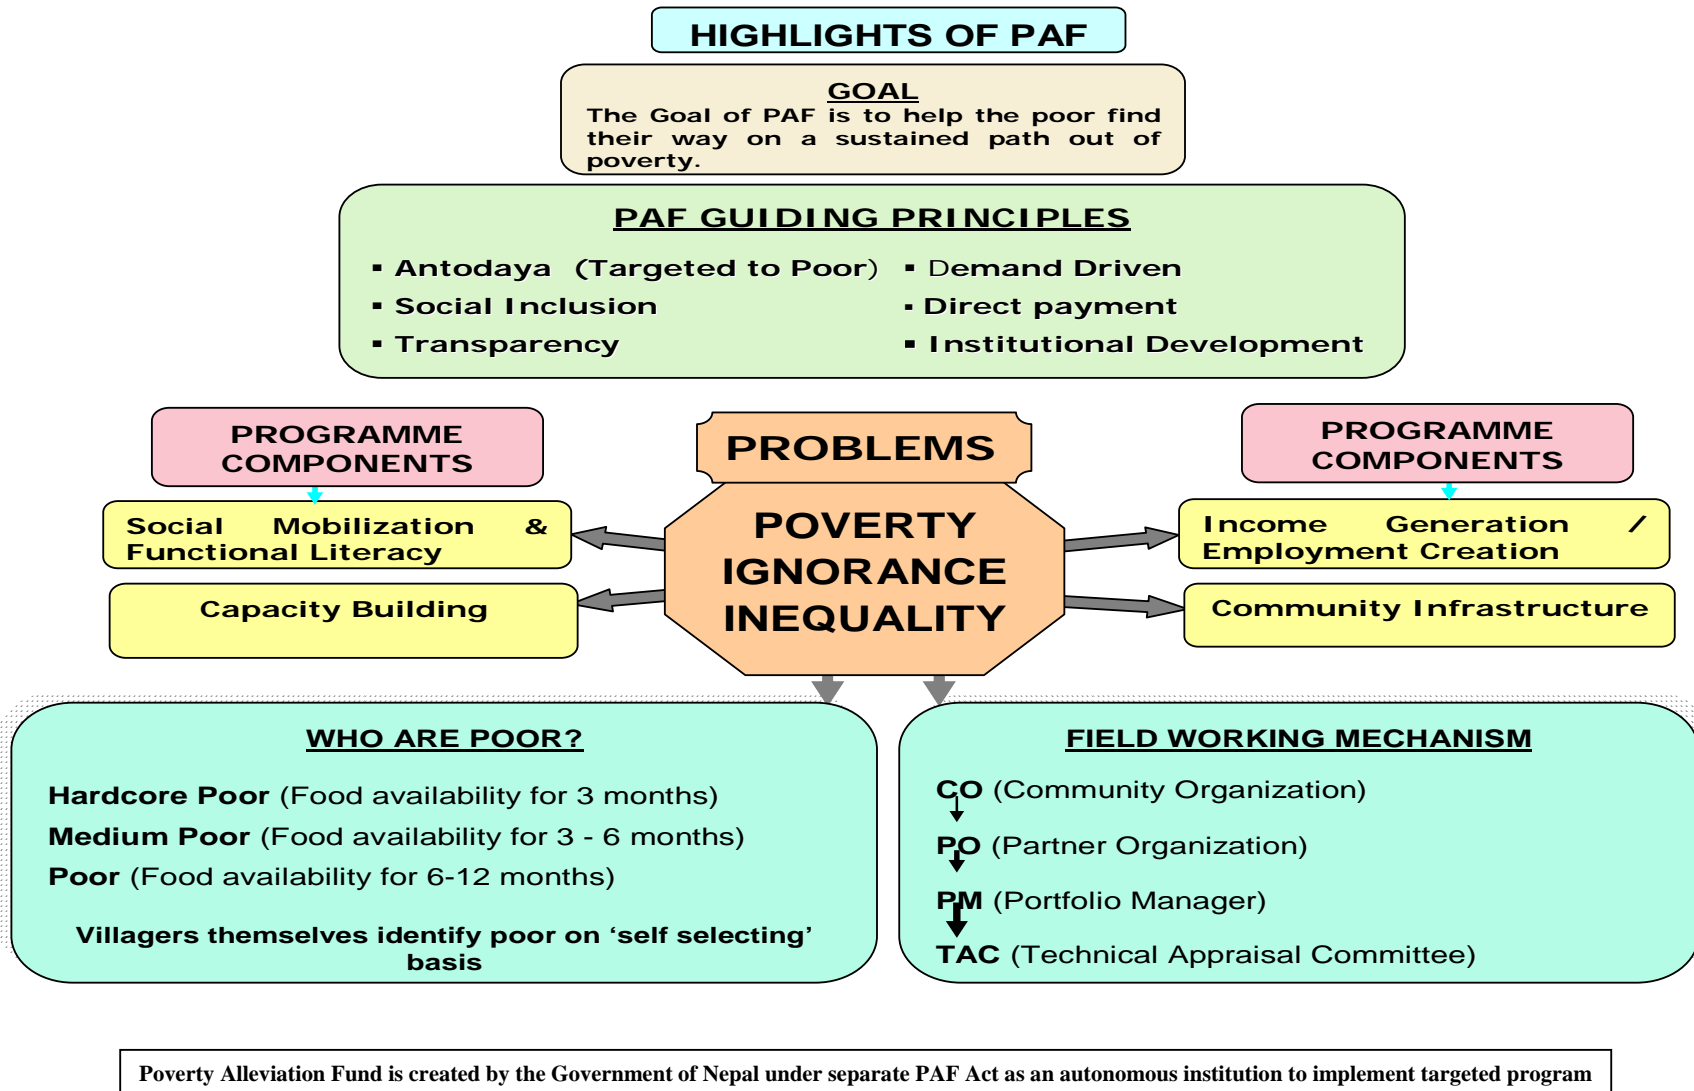 HIGHLIGHTS OF PAF
GOAL
The Goal of PAF is to help the poor find
their way on a sustained path out of
poverty.
PAF GUIDING PRINCIPLES
▪ Antodaya (Targeted to Poor) ▪ Demand Driven
▪ Social Inclusion ▪ Direct payment
▪ Transparency ▪ Institutional Development
PROGRAMME
COMPONENTS
Social Mobilization &
Functional Literacy
Capacity Building
PROBLEMS
POVERTY
IGNORANCE
INEQUALITY
PROGRAMME
COMPONENTS
Income Generation /
Employment Creation
Community Infrastructure
WHO ARE POOR?
Hardcore Poor (Food availability for 3 months)
Medium Poor (Food availability for 3 - 6 months)
Poor (Food availability for 6-12 months)
Villagers themselves identify poor on ‘self selecting’
basis
FIELD WORKING MECHANISM
CO (Community Organization)
PO (Partner Organization)
PM (Portfolio Manager)
TAC (Technical Appraisal Committee)
Poverty Alleviation Fund is created by the Government of Nepal under separate PAF Act as an autonomous institution to implement targeted program